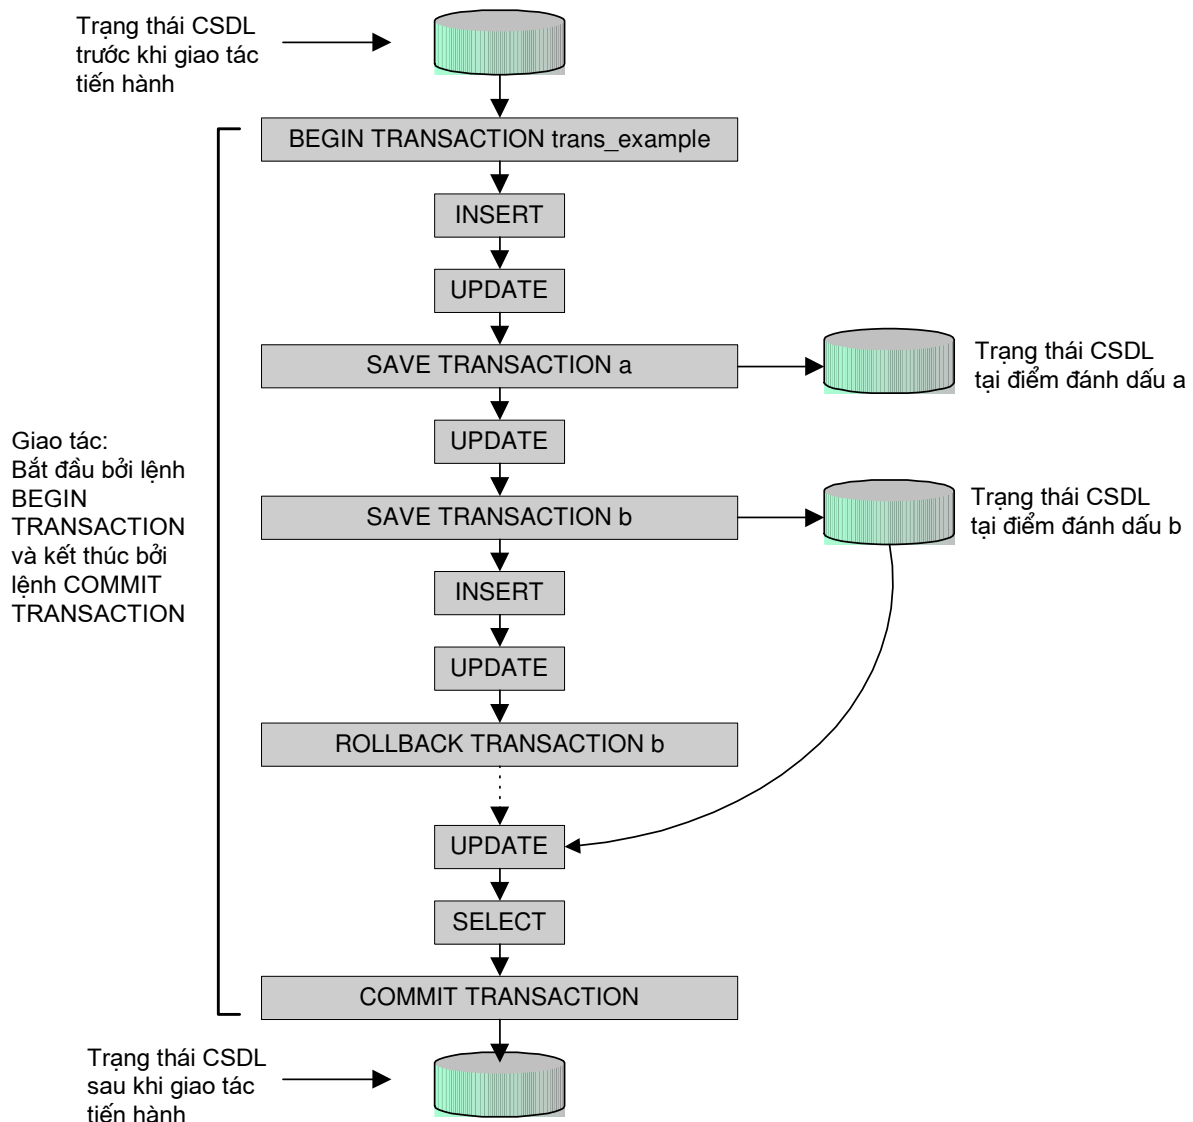 Trạng thái CSDL
trước khi giao tác
tiến hành
BEGIN TRANSACTION trans_example
INSERT
UPDATE
SAVE TRANSACTION a
Trạng thái CSDL
tại điểm đánh dấu a
UPDATE
Giao tác:
Bắt đầu bởi lệnh
BEGIN
TRANSACTION
và kết thúc bởi
lệnh COMMIT
TRANSACTION
SAVE TRANSACTION b
Trạng thái CSDL
tại điểm đánh dấu b
INSERT
UPDATE
ROLLBACK TRANSACTION b
UPDATE
SELECT
COMMIT TRANSACTION
Trạng thái CSDL
sau khi giao tác
tiến hành